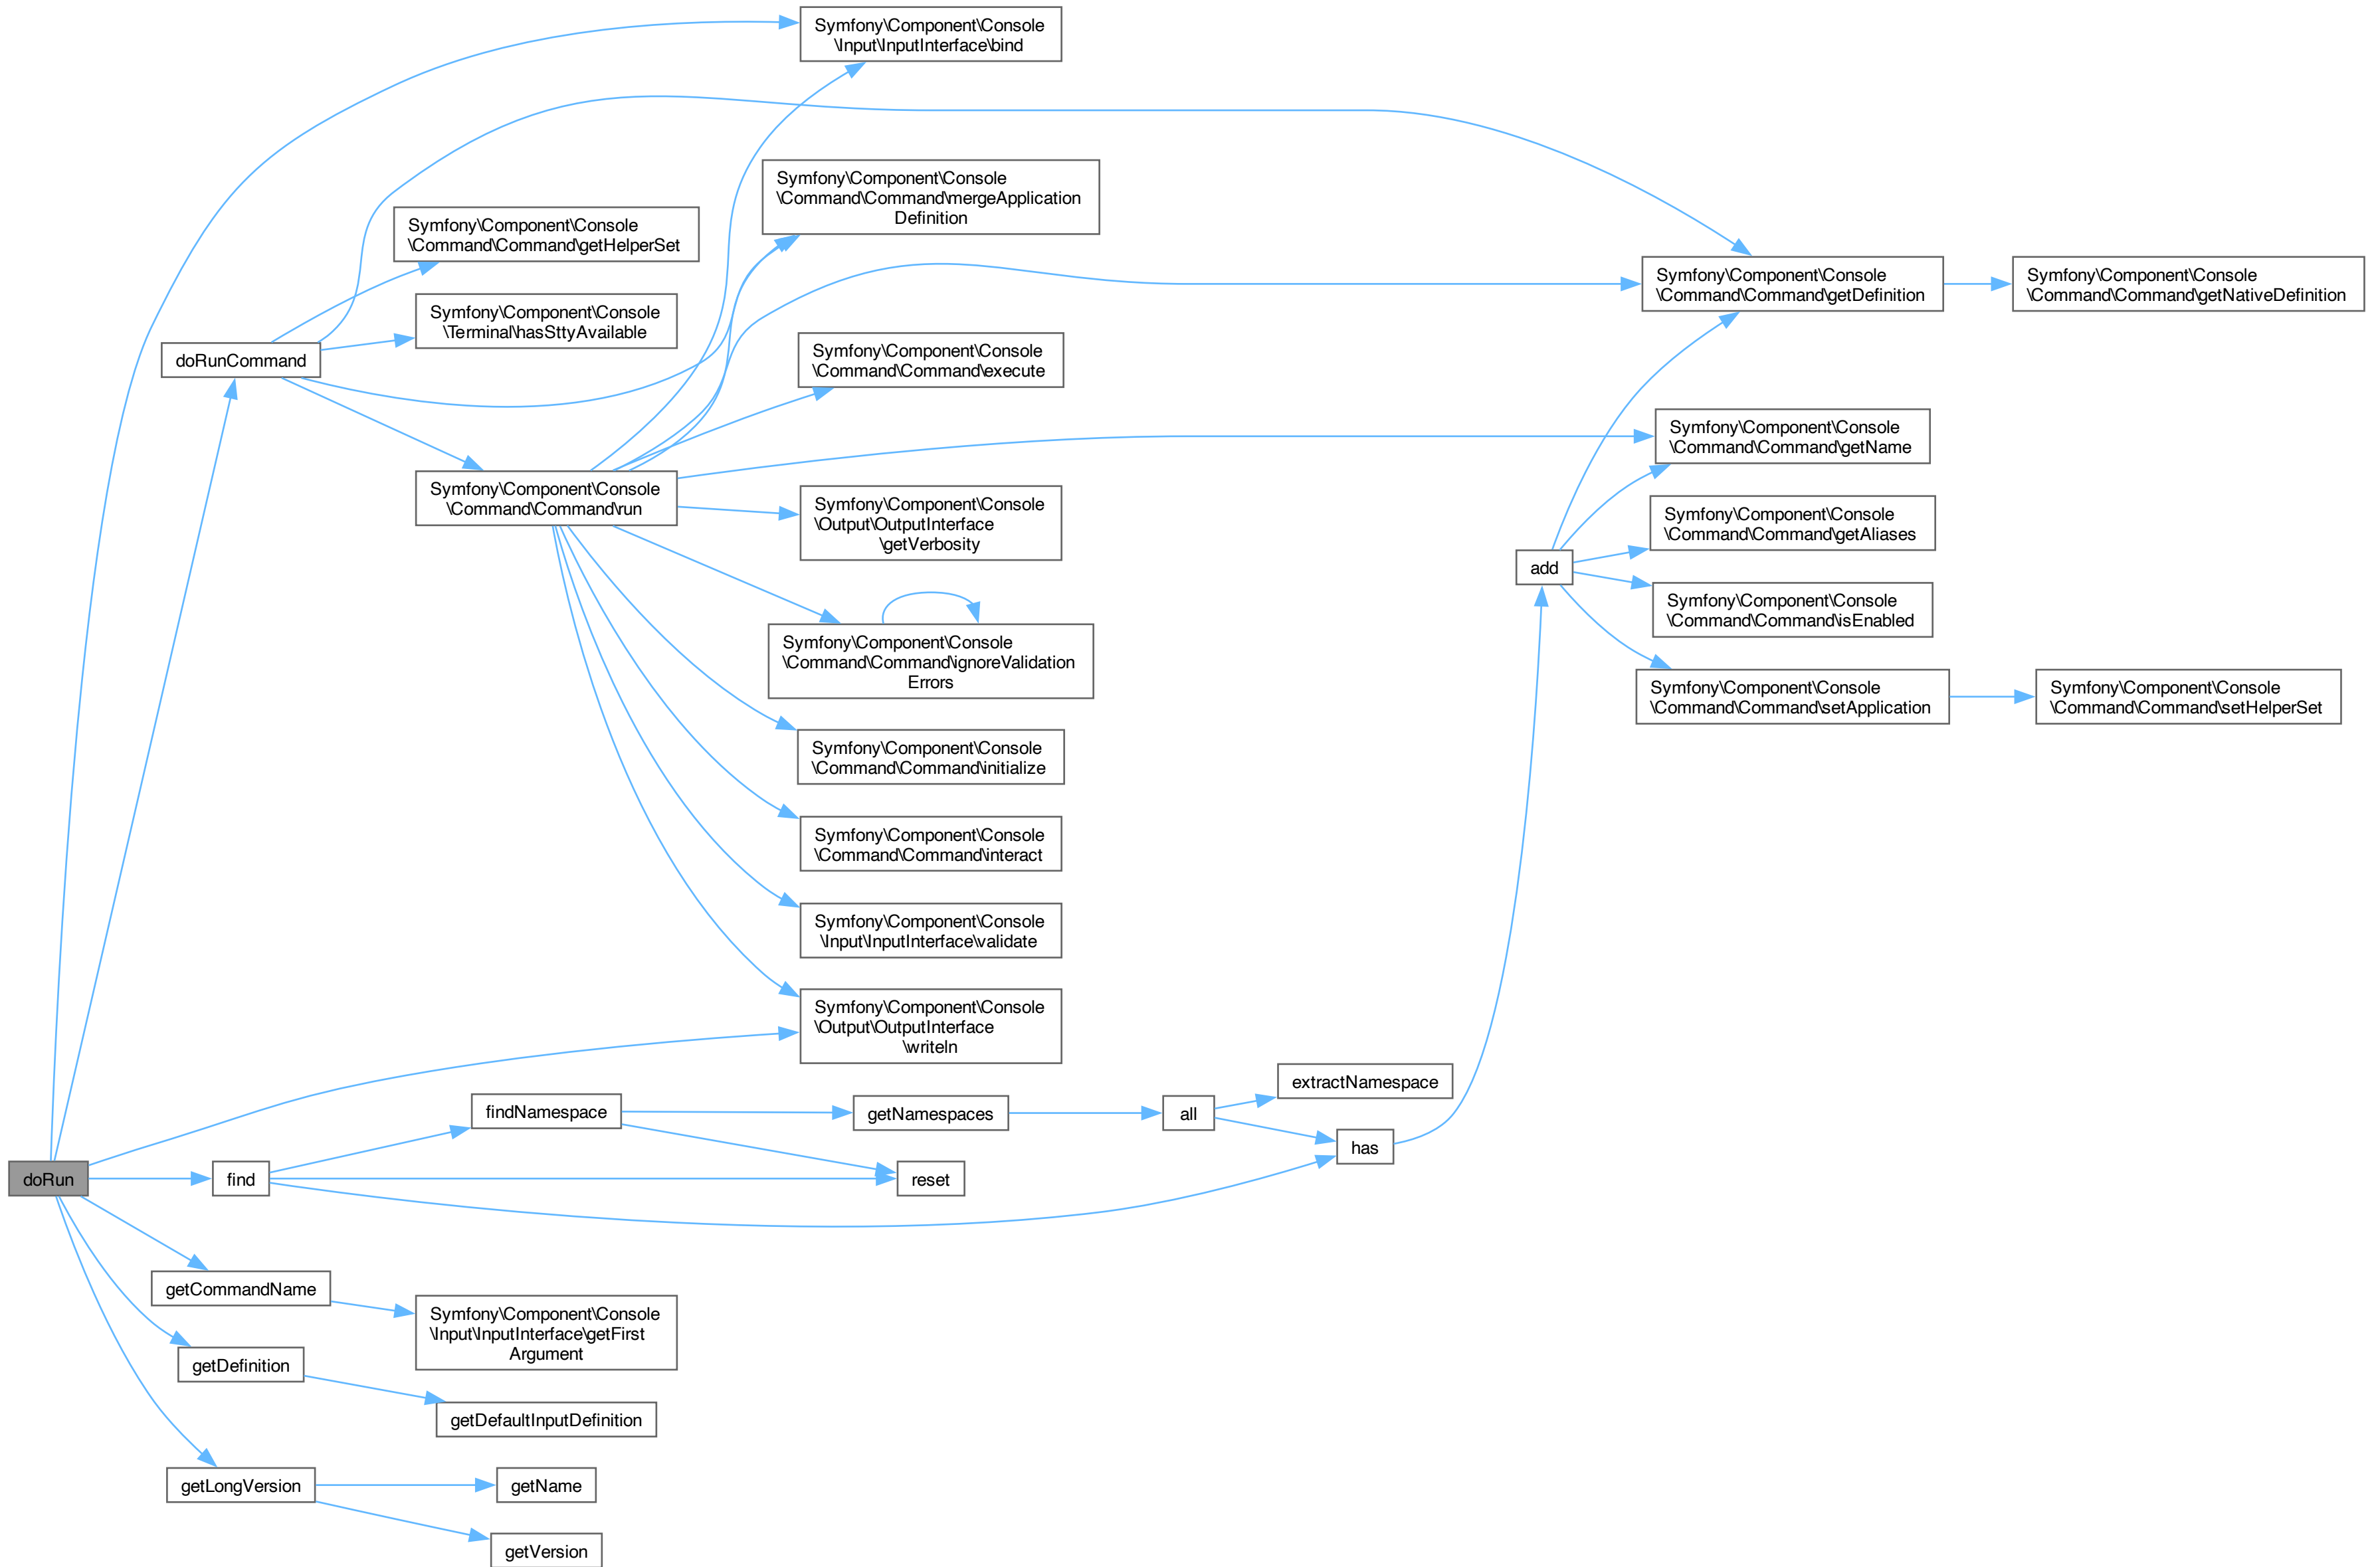 Symfony\Component\Console
\Input\InputInterface\bind
Symfony\Component\Console
\Command\Command\mergeApplication
Definition
Symfony\Component\Console
\Command\Command\getHelperSet
Symfony\Component\Console
\Terminal\hasSttyAvailable
doRunCommand
Symfony\Component\Console
\Command\Command\getDefinition
Symfony\Component\Console
\Command\Command\getNativeDefinition
Symfony\Component\Console
\Command\Command\execute
Symfony\Component\Console
\Command\Command\getName
Symfony\Component\Console
\Command\Command\run
Symfony\Component\Console
\Output\OutputInterface
\getVerbosity
Symfony\Component\Console
\Command\Command\getAliases
add
Symfony\Component\Console
\Command\Command\isEnabled
Symfony\Component\Console
\Command\Command\ignoreValidation
Errors
Symfony\Component\Console
\Command\Command\setApplication
Symfony\Component\Console
\Command\Command\setHelperSet
Symfony\Component\Console
\Command\Command\initialize
Symfony\Component\Console
\Command\Command\interact
Symfony\Component\Console
\Input\InputInterface\validate
Symfony\Component\Console
\Output\OutputInterface
\writeln
extractNamespace
findNamespace
getNamespaces
all
has
doRun
find
reset
getCommandName
Symfony\Component\Console
\Input\InputInterface\getFirst
Argument
getDefinition
getDefaultInputDefinition
getLongVersion
getName
getVersion